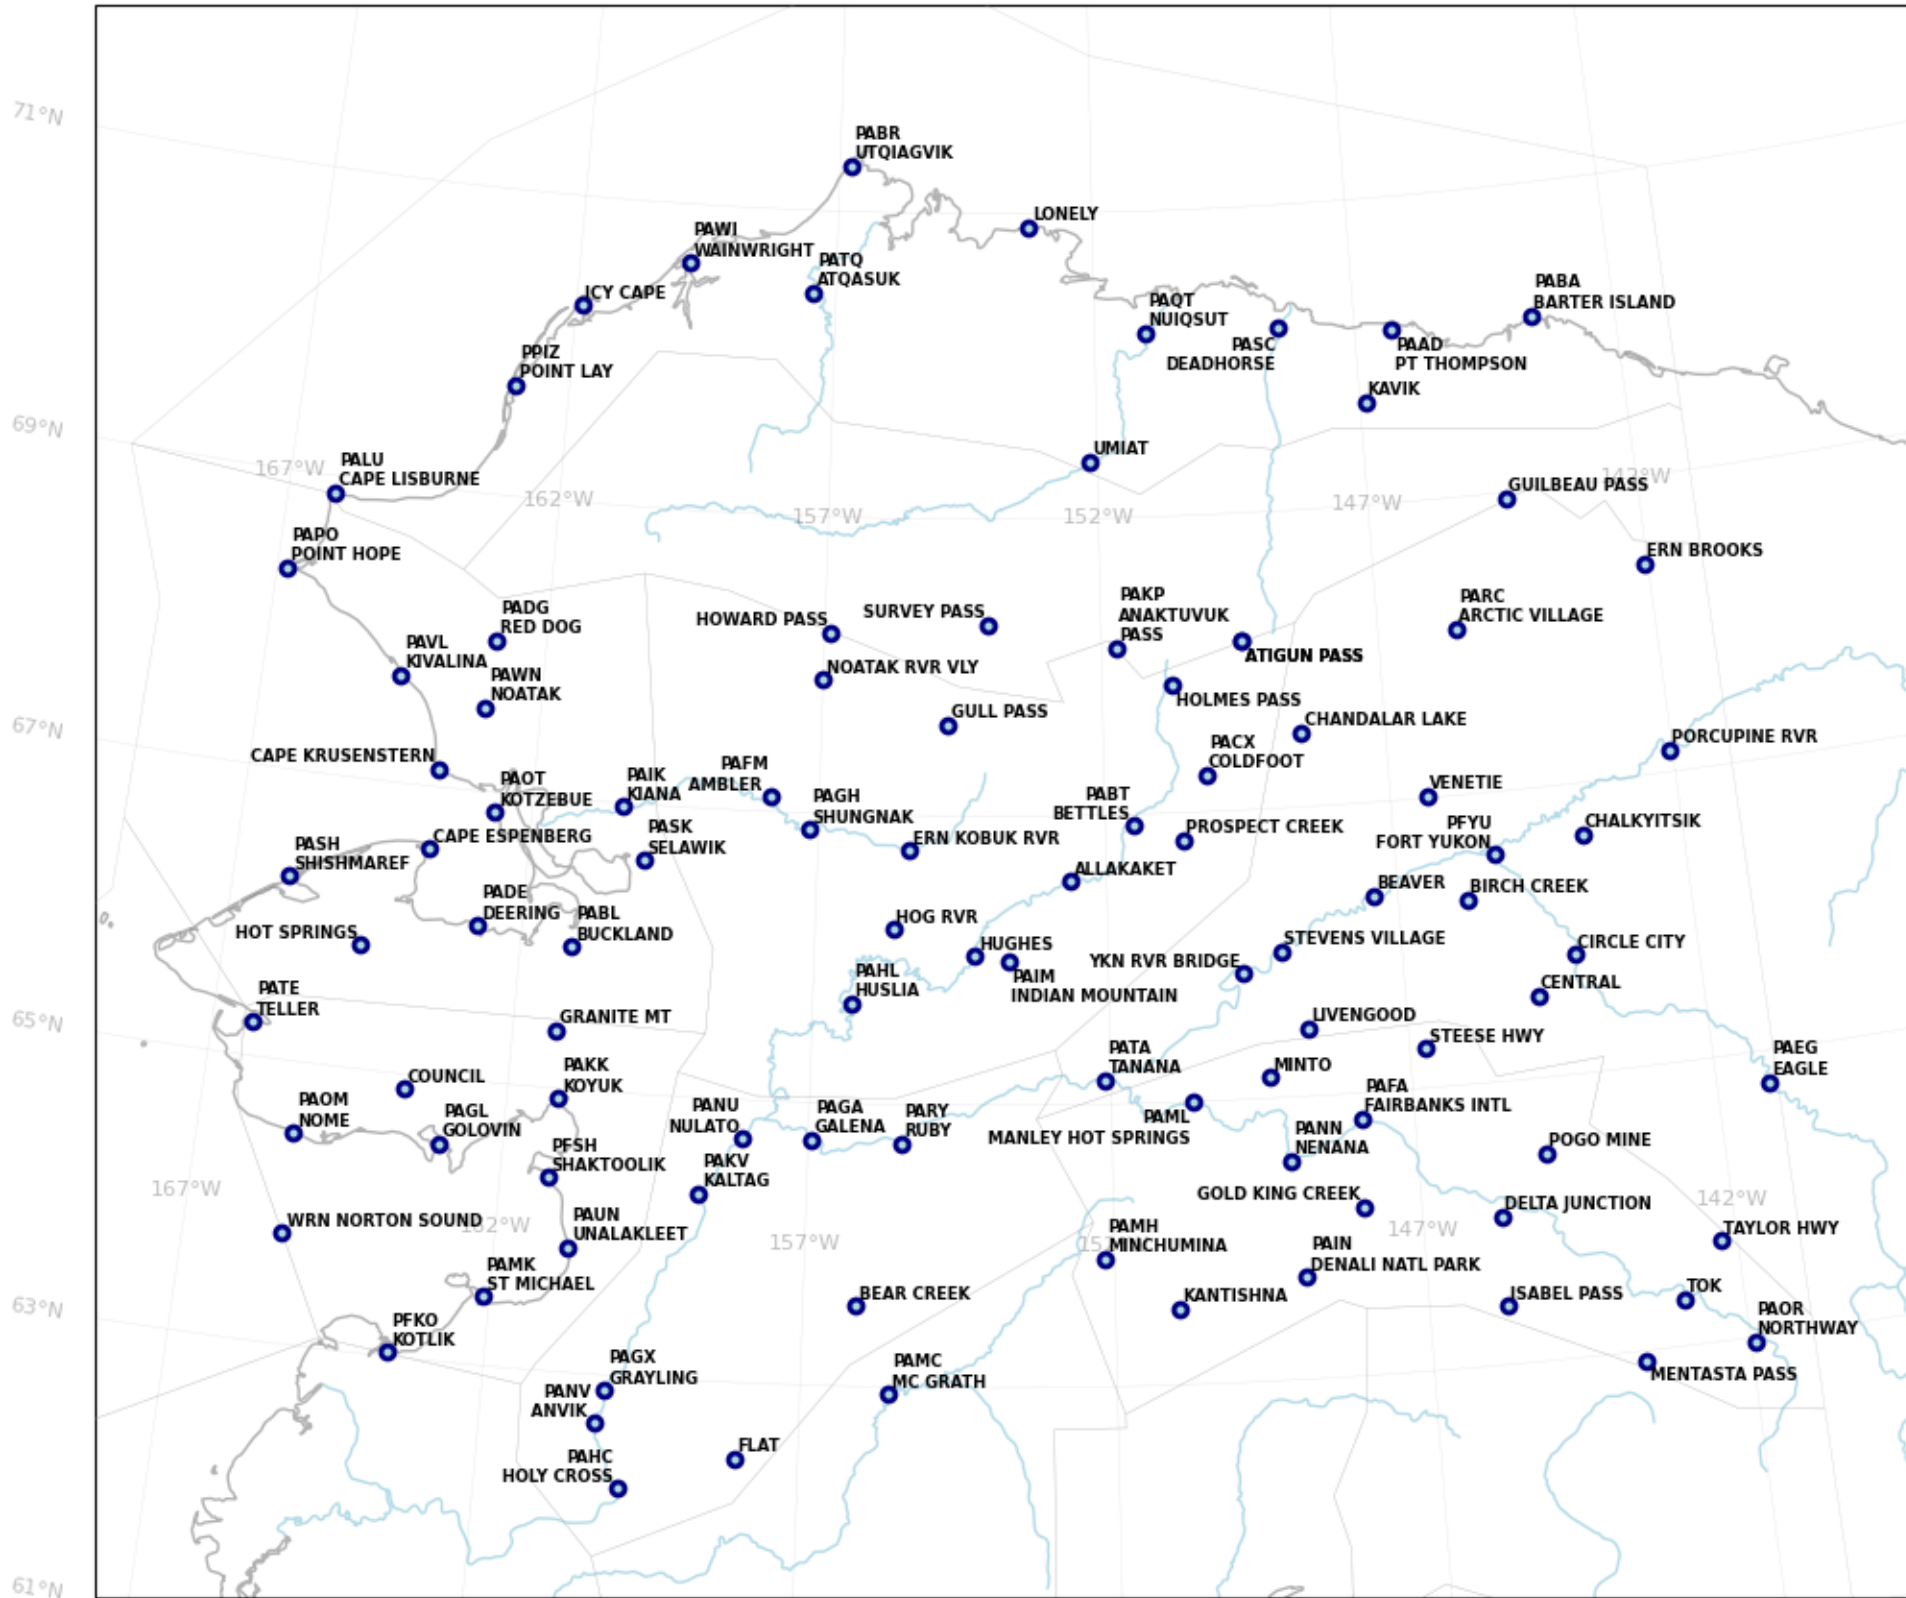 71°N
PABR
UTQIAGVIK
LONELY
PAWI
WAINWRIGHT
PATQ
ATQASUK
ICY CAPE
PAQT
NUIQSUT
PABA
BARTER ISLAND
PASC
DEADHORSE
PAAD
PT THOMPSON
PPIZ
POINT LAY
KAVIK
69°N
UMIAT
PALU
CAPE LISBURNE
167°W
162°W
157°W
152°W
147°W
142°W
GUILBEAU PASS
PAPO
POINT HOPE
ERN BROOKS
PADG
RED DOG
HOWARD PASS
SURVEY PASS
PAKP
ANAKTUVUK
PASS
PARC
ARCTIC VILLAGE
ATIGUN PASS
PAVL
KIVALINA
PAWN
NOATAK
NOATAK RVR VLY
HOLMES PASS
67°N
GULL PASS
CHANDALAR LAKE
PORCUPINE RVR
CAPE KRUSENSTERN
PACX
COLDFOOT
PAOT
KOTZEBUE
PAIK
KIANA
PAFM
AMBLER
PAGH
SHUNGNAK
PABT
BETTLES
VENETIE
PFYU
FORT YUKON
CHALKYITSIK
CAPE ESPENBERG
PASK
SELAWIK
ERN KOBUK RVR
PROSPECT CREEK
PASH
SHISHMAREF
ALLAKAKET
BEAVER
BIRCH CREEK
PADE
DEERING
PABL
BUCKLAND
HOG RVR
HOT SPRINGS
HUGHES
PAIM
INDIAN MOUNTAIN
YKN RVR BRIDGE
STEVENS VILLAGE
CIRCLE CITY
PAHL
HUSLIA
CENTRAL
PATE
TELLER
65°N
GRANITE MT
LIVENGOOD
STEESE HWY
PATA
TANANA
MINTO
PAEG
EAGLE
COUNCIL
PAKK
KOYUK
PAOM
NOME
PAGL
GOLOVIN
PANU
NULATO
PAGA
GALENA
PARY
RUBY
PAML
MANLEY HOT SPRINGS
PAFA
FAIRBANKS INTL
PANN
NENANA
POGO MINE
PFSH
SHAKTOOLIK
PAKV
KALTAG
167°W
GOLD KING CREEK
DELTA JUNCTION
142°W
WRN NORTON SOUND
162°W
PAUN
UNALAKLEET
157°W
PAMH
MINCHUMINA
147°W
TAYLOR HWY
PAIN
DENALI NATL PARK
PAMK
ST MICHAEL
BEAR CREEK
KANTISHNA
ISABEL PASS
TOK
63°N
PFKO
KOTLIK
PAOR
NORTHWAY
PAGX
GRAYLING
PAMC
MC GRATH
MENTASTA PASS
PANV
ANVIK
FLAT
PAHC
HOLY CROSS
61°N